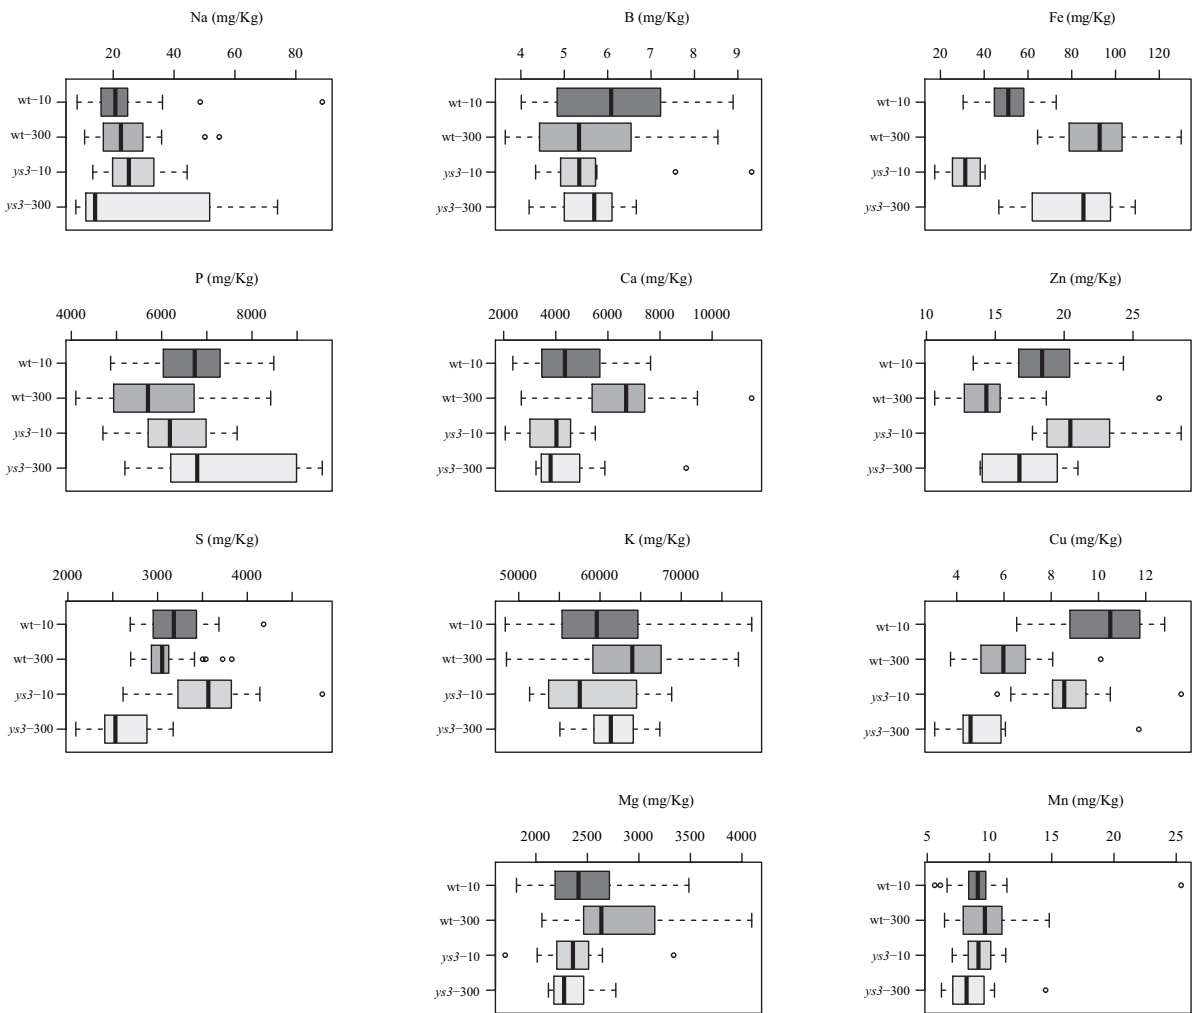 Na (mg/Kg)
20 40 60 80
wt−10
wt−300
ys3−10
ys3−300
B (mg/Kg)
4 5 6 7 8 9
wt−10
wt−300
ys3−10
ys3−300
Fe (mg/Kg)
20 40 60 80 100 120
wt−10
wt−300
ys3−10
ys3−300
P (mg/Kg)
4000 6000 8000
wt−10
wt−300
ys3−10
ys3−300
Ca (mg/Kg)
2000 4000 6000 8000 10000
wt−10
wt−300
ys3−10
ys3−300
Zn (mg/Kg)
10 15 20 25
wt−10
wt−300
ys3−10
ys3−300
S (mg/Kg)
2000 3000 4000
wt−10
wt−300
ys3−10
ys3−300
K (mg/Kg)
50000 60000 70000
wt−10
wt−300
ys3−10
ys3−300
Cu (mg/Kg)
4 6 8 10 12
wt−10
wt−300
ys3−10
ys3−300
Mg (mg/Kg)
2000 2500 3000 3500 4000
wt−10
wt−300
ys3−10
ys3−300
Mn (mg/Kg)
5 10 15 20 25
wt−10
wt−300
ys3−10
ys3−300